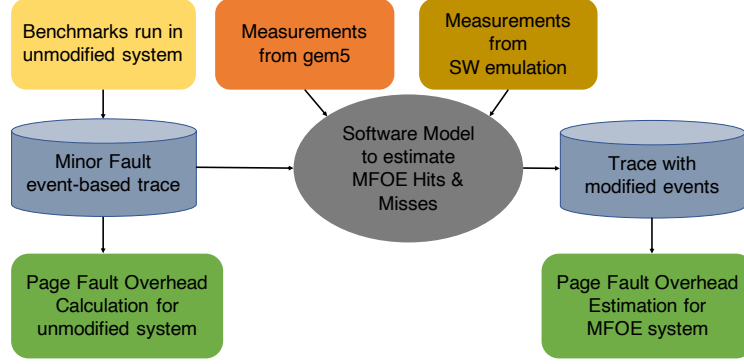 Benchmarks run in
unmodified system
Measurements
from gem5
Measurements
from
SW emulation
Minor Fault
event-based trace
Software Model
to estimate
MFOE Hits &
Misses
Trace with
modified events
Page Fault Overhead
Calculation for
unmodified system
Page Fault Overhead
Estimation for
MFOE system